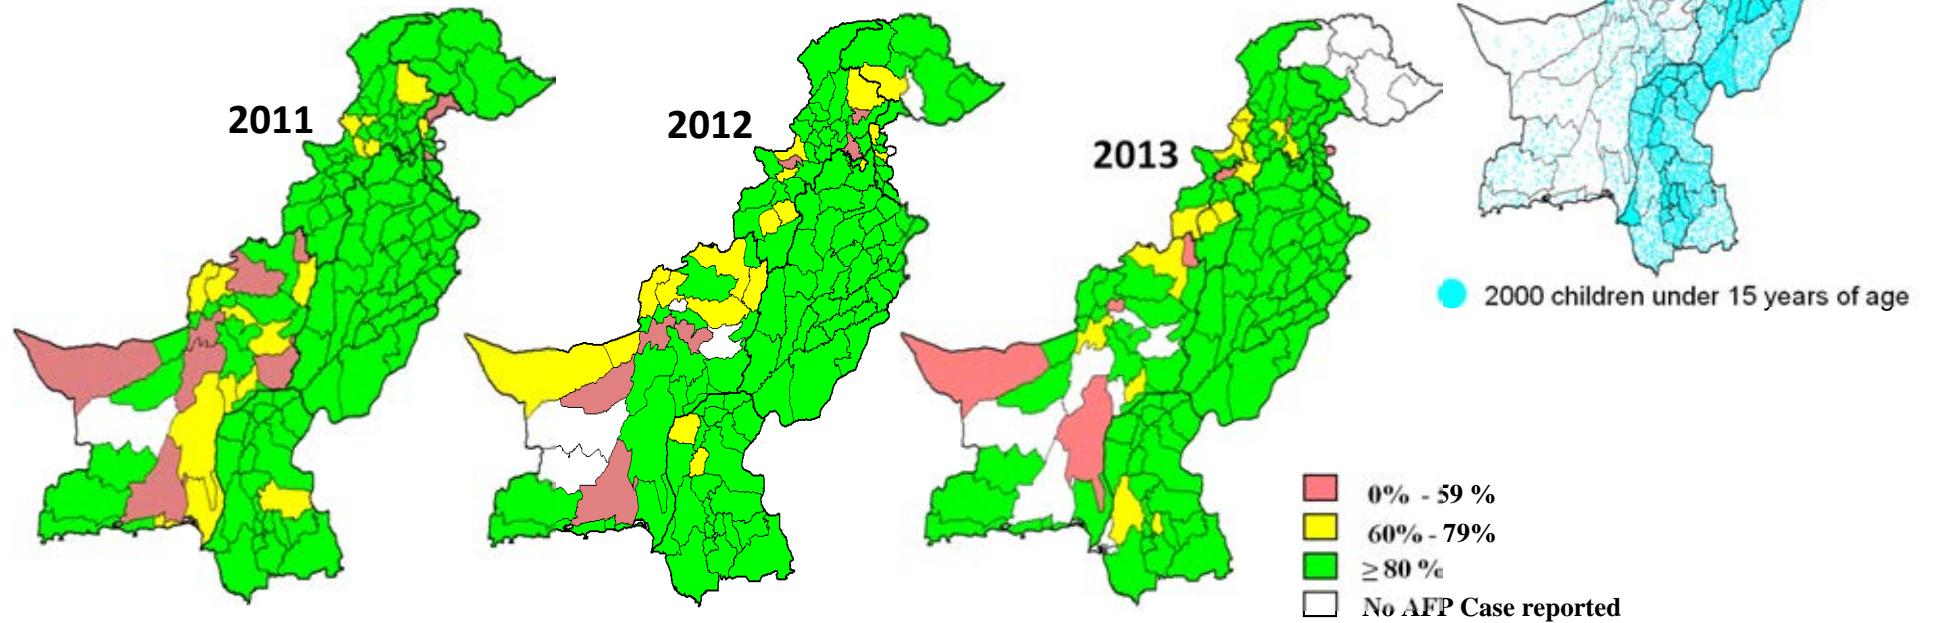 2011
2012
2013
2000 children under 15 years of age
0% - 59 %
60% - 79%
≥ 80 %
No AFP Case reported